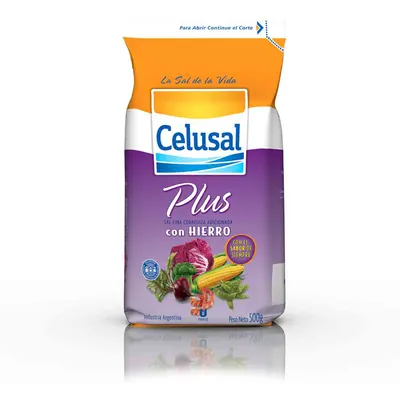 Para Abrir Continue el Corte
La Sal de la Vida
Celusal
Plus
SAL FINA COMESTIBLE ADICIONADA
con HIERRO
CON EL
SABOR DE
SIEMPRE
Industria Argentina
Peso Neto 500g